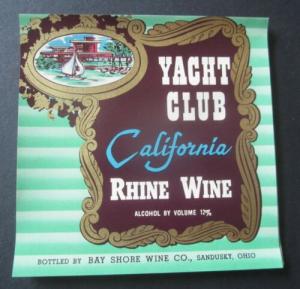 YACHT
CLUB
California
RHINE WINE
ALCOHOL BY VOLUME 12%
BOTTLED BY BAY SHORE WINE CO., SANDUSKY, OHIO